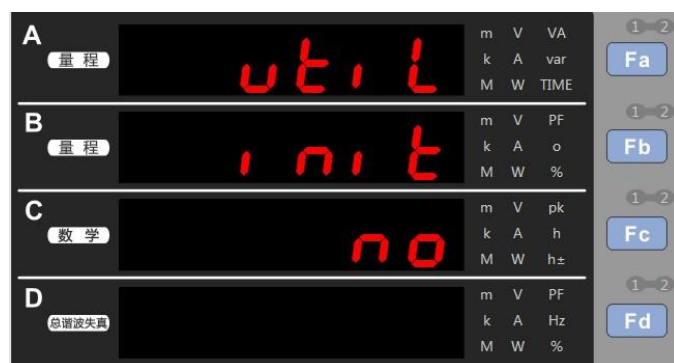 A 量程 utiL m V VA 1 2
k A var Fa
M W TIME
B 量程 init m V PF 1 2
k A o Fb
M W %
C 数学 no m V pk 1 2
k A h Fc
M W h±
D 总谐波失真 m V PF 1 2
k A Hz Fd
M W %